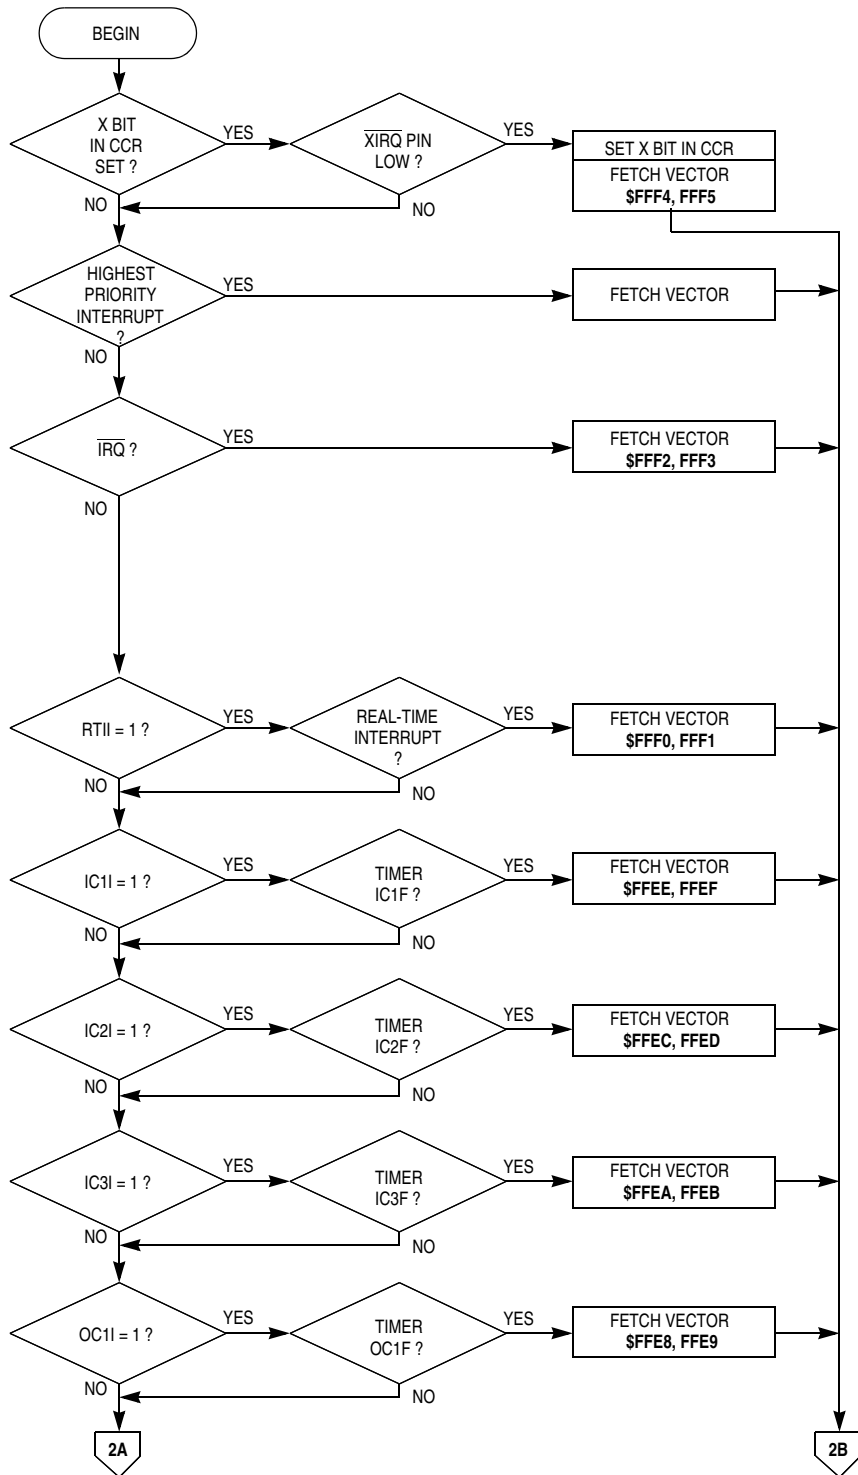 BEGIN
X BIT
IN CCR
SET ?
YES
XIRQ PIN
LOW ?
YES
SET X BIT IN CCR
FETCH VECTOR
$FFF4, FFF5
NO
NO
HIGHEST
PRIORITY
INTERRUPT
?
YES
FETCH VECTOR
NO
IRQ ?
YES
FETCH VECTOR
$FFF2, FFF3
NO
RTII = 1 ?
YES
REAL-TIME
INTERRUPT
?
YES
FETCH VECTOR
$FFF0, FFF1
NO
NO
IC1I = 1 ?
YES
TIMER
IC1F ?
YES
FETCH VECTOR
$FFEE, FFEF
NO
NO
IC2I = 1 ?
YES
TIMER
IC2F ?
YES
FETCH VECTOR
$FFEC, FFED
NO
NO
IC3I = 1 ?
YES
TIMER
IC3F ?
YES
FETCH VECTOR
$FFEA, FFEB
NO
NO
OC1I = 1 ?
YES
TIMER
OC1F ?
YES
FETCH VECTOR
$FFE8, FFE9
NO
NO
2A
2B